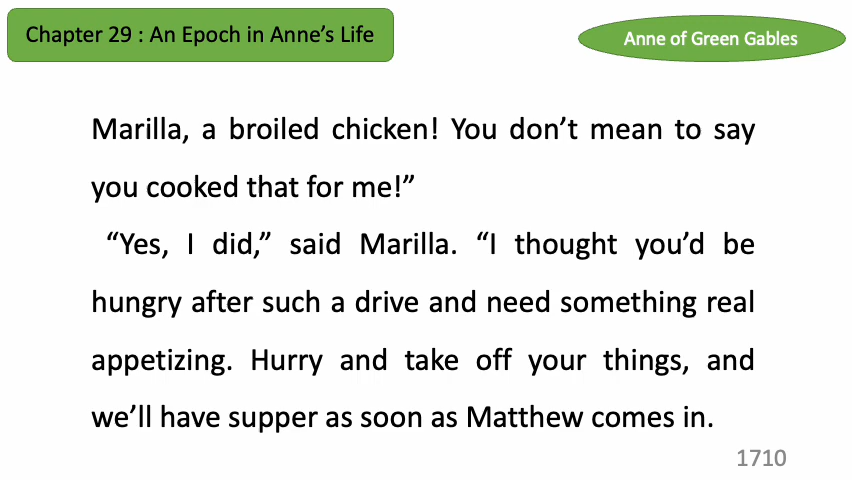 Chapter 29 : An Epoch in Anne’s Life
Anne of Green Gables
Marilla, a broiled chicken! You don’t mean to say
you cooked that for me!”
“Yes, I did,” said Marilla. “I thought you’d be
hungry after such a drive and need something real
appetizing. Hurry and take off your things, and
we’ll have supper as soon as Matthew comes in.
1710